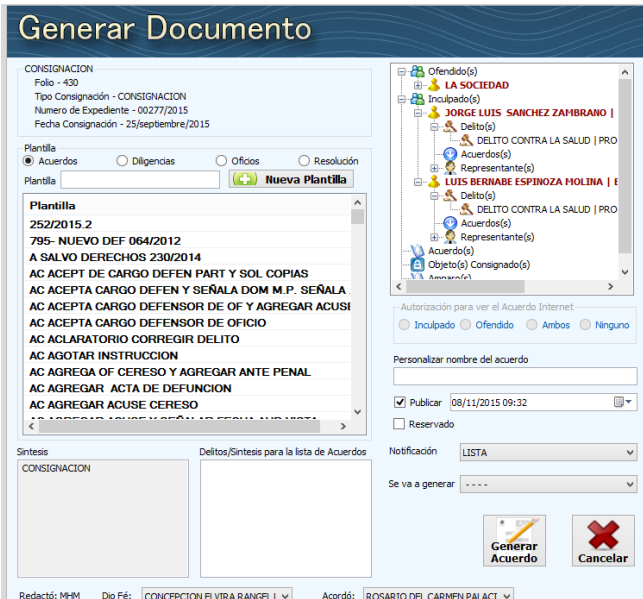 Generar Documento
CONSIGNACION
Folio - 430
Tipo Consignación - CONSIGNACION
Numero de Expediente - 00277/2015
Fecha Consignación - 25/septiembre/2015
Plantilla
Acuerdos Diligencias Oficios Resolución
Plantilla Nueva Plantilla
Plantilla
252/2015.2
795- NUEVO DEF 064/2012
A SALVO DERECHOS 230/2014
AC ACEPT DE CARGO DEFEN PART Y SOL COPIAS
AC ACEPTA CARGO DEFEN Y SEÑALA DOM M.P. SEÑALA
AC ACEPTA CARGO DEFENSOR DE OF Y AGREGAR ACUSE
AC ACEPTA CARGO DEFENSOR DE OFICIO
AC ACLARATORIO CORREGIR DELITO
AC AGOTAR INSTRUCCION
AC AGREGA OF CERESO Y AGREGAR ANTE PENAL
AC AGREGAR ACTA DE DEFUNCION
AC AGREGAR ACUSE CERESO
AC AGREGAR ACUSE Y SEÑALAR FECHA AUD VISTA
Sintesis
CONSIGNACION
Delitos/Sintesis para la lista de Acuerdos
Ofendido(s)
LA SOCIEDAD
Inculpado(s)
JORGE LUIS SANCHEZ ZAMBRANO |
Delito(s)
DELITO CONTRA LA SALUD | PRO
Acuerdos(s)
Representante(s)
LUIS BERNABE ESPINOZA MOLINA | E
Delito(s)
DELITO CONTRA LA SALUD | PRO
Acuerdos(s)
Representante(s)
Acuerdo(s)
Objeto(s) Consignado(s)
Amparo(s)
Autorización para ver el Acuerdo Internet
Inculpado Ofendido Ambos Ninguno
Personalizar nombre del acuerdo
Publicar 08/11/2015 09:32
Reservado
Notificación LISTA
Se va a generar - - - -
Generar Acuerdo
Cancelar
Redactó: MHM Dio Fé: CONCEPCION ELVIRA RANGEL Acordó: ROSARIO DEL CARMEN PALACI